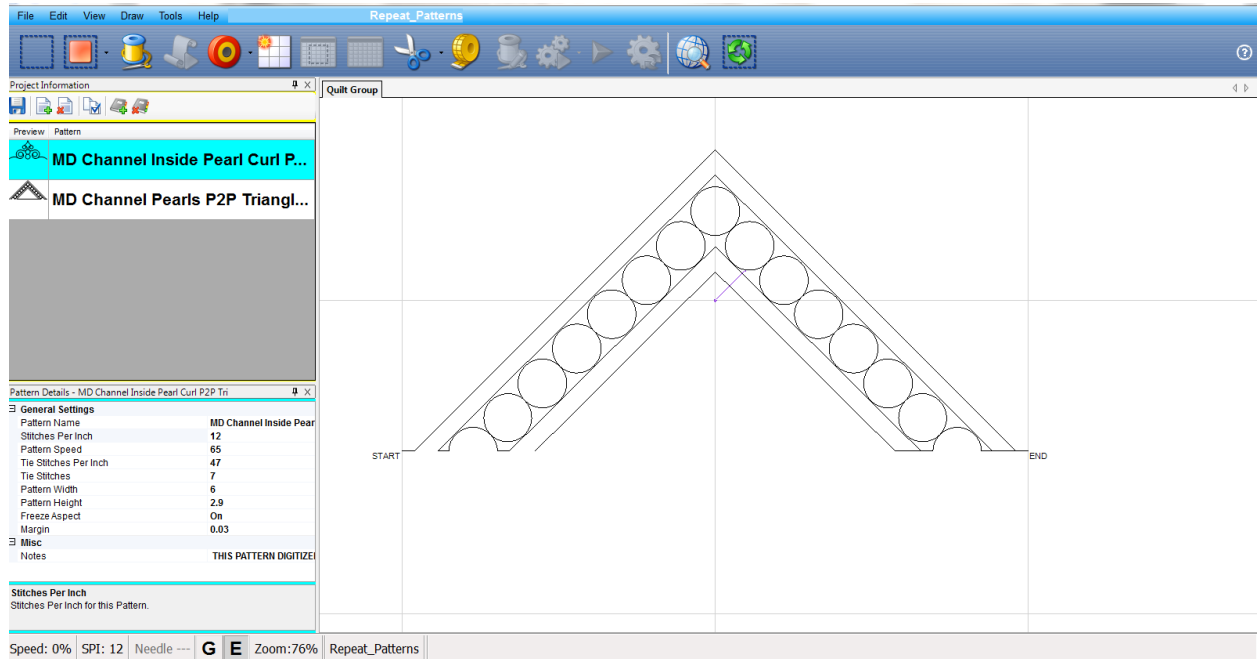 File Edit View Draw Tools Help Repeat_Patterns
Project Information
Quilt Group
Preview Pattern
MD Channel Inside Pearl Curl P...
MD Channel Pearls P2P Triangl...
Pattern Details - MD Channel Inside Pearl Curl P2P Tri
General Settings
Pattern Name MD Channel Inside Pear
Stitches Per Inch 12
Pattern Speed 65
Tie Stitches Per Inch 47
Tie Stitches 7
Pattern Width 6
Pattern Height 2.9
Freeze Aspect On
Margin 0.03
Misc
Notes THIS PATTERN DIGITIZE
Stitches Per Inch
Stitches Per Inch for this Pattern.
START
END
Speed: 0% SPI: 12 Needle --- G E Zoom:76% Repeat_Patterns